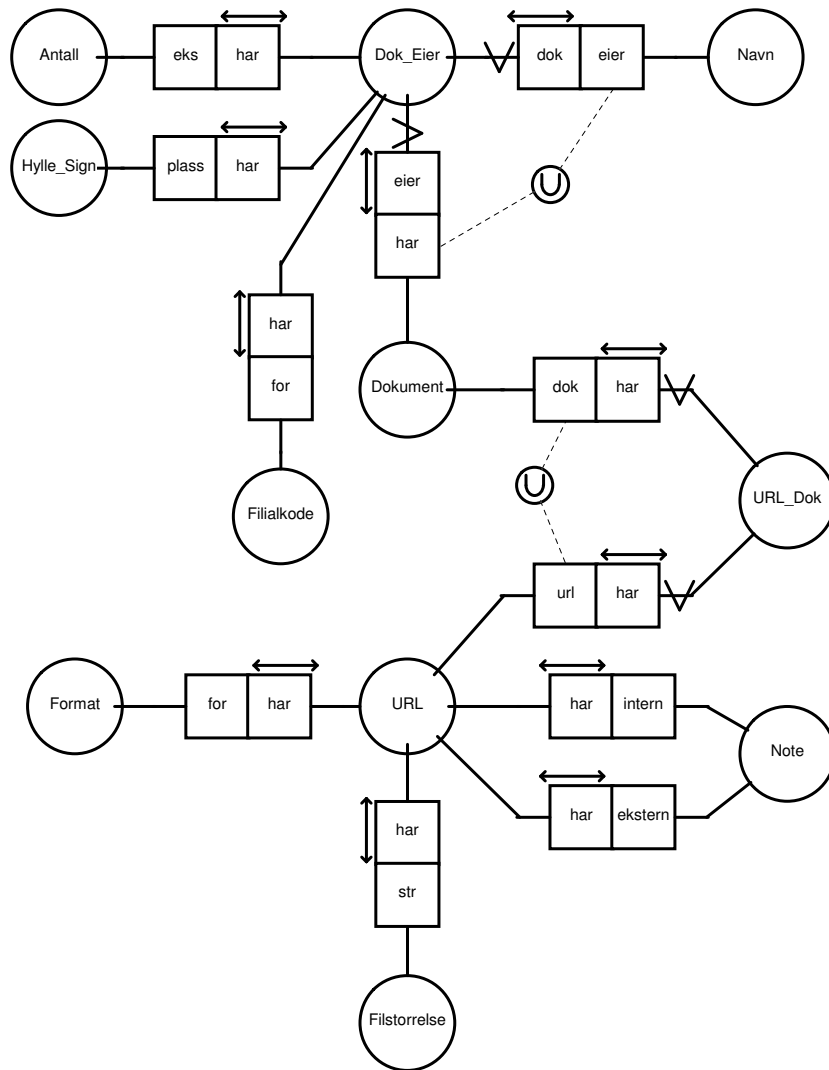 Antall
eks
har
Dok_Eier
dok
eier
Navn
Hylle_Sign
plass
har
eier
har
har
for
Dokument
dok
har
Filialkode
URL_Dok
url
har
Format
for
har
URL
har
intern
Note
har
ekstern
har
str
Filstorrelse